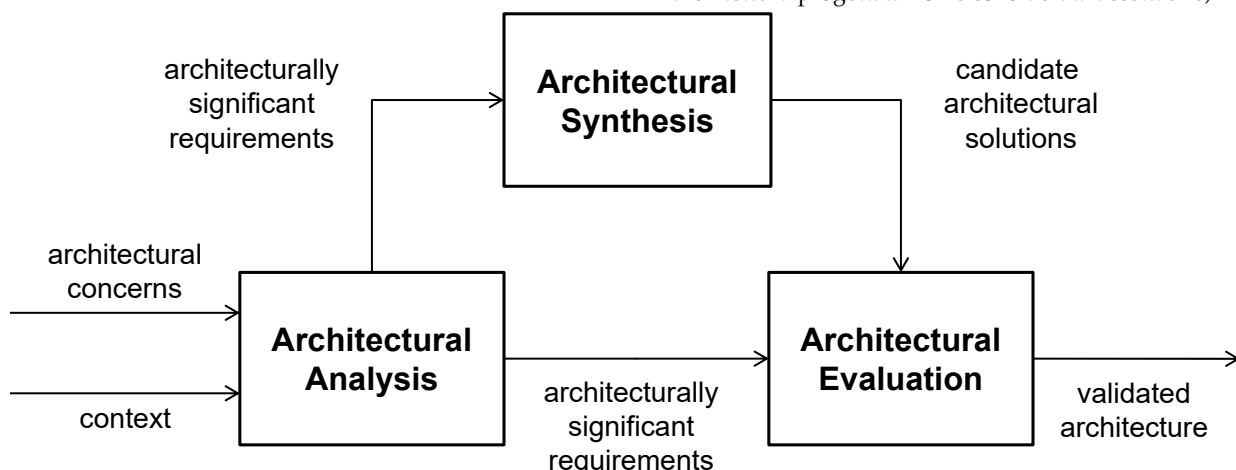 architecturally
significant
requirements
Architectural
Synthesis
candidate
architectural
solutions
architectural
concerns
context
Architectural
Analysis
architecturally
significant
requirements
Architectural
Evaluation
validated
architecture